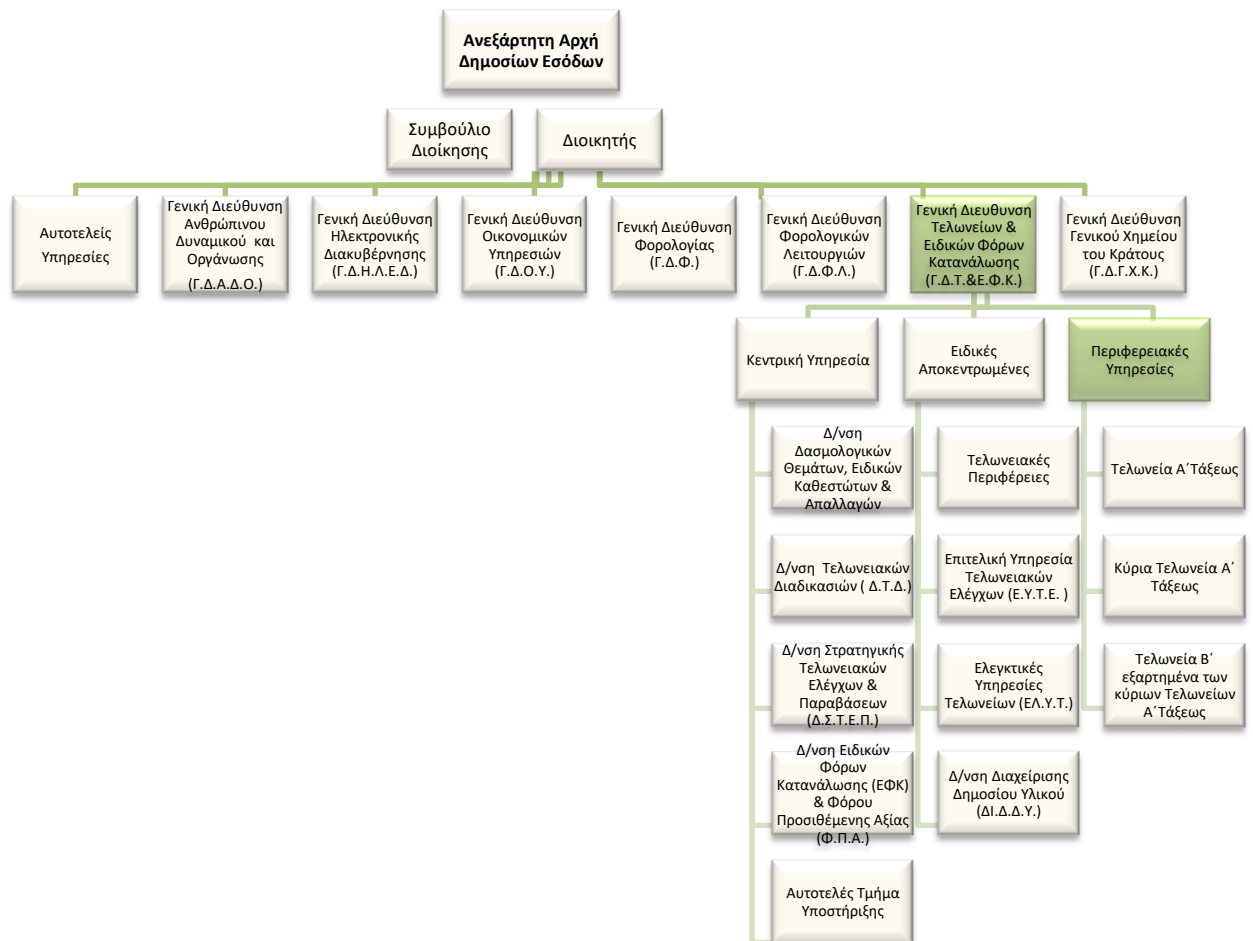 Ανεξάρτητη Αρχή
Δημοσίων Εσόδων
Συμβούλιο
Διοίκησης
Διοικητής
Αυτοτελείς
Υπηρεσίες
Γενική Διεύθυνση
Ανθρώπινου
Δυναμικού και
Οργάνωσης
(Γ.Δ.Α.Δ.Ο.)
Γενική Διεύθυνση
Ηλεκτρονικής
Διακυβέρνησης
(Γ.Δ.Η.Λ.Ε.Δ.)
Γενική Διεύθυνση
Οικονομικών
Υπηρεσιών
(Γ.Δ.Ο.Υ.)
Γενική Διεύθυνση
Φορολογίας
(Γ.Δ.Φ.)
Γενική Διεύθυνση
Φορολογικών
Λειτουργιών
(Γ.Δ.Φ.Λ.)
Γενική Διευθυνση
Τελωνείων &
Ειδικών Φόρων
Κατανάλωσης
(Γ.Δ.Τ.&Ε.Φ.Κ.)
Γενική Διεύθυνση
Γενικού Χημείου
του Κράτους
(Γ.Δ.Γ.Χ.Κ.)
Κεντρική Υπηρεσία
Ειδικές
Αποκεντρωμένες
Περιφερειακές
Υπηρεσίες
Δ/νση
Δασμολογικών
Θεμάτων, Ειδικών
Καθεστώτων &
Απαλλαγών
Δ/νση Τελωνειακών
Διαδικασιών ( Δ.Τ.Δ.)
Δ/νση Στρατηγικής
Τελωνειακών
Ελέγχων &
Παραβάσεων
(Δ.Σ.Τ.Ε.Π.)
Δ/νση Ειδικών
Φόρων
Κατανάλωσης (ΕΦΚ)
& Φόρου
Προσιθέμενης Αξίας
(Φ.Π.Α.)
Αυτοτελές Τμήμα
Υποστήριξης
Τελωνειακές
Περιφέρειες
Επιτελική Υπηρεσία
Τελωνειακών
Ελέγχων (Ε.Υ.Τ.Ε. )
Ελεγκτικές
Υπηρεσίες
Τελωνείων (ΕΛ.Υ.Τ.)
Δ/νση Διαχείρισης
Δημοσίου Υλικού
(ΔΙ.Δ.Δ.Υ.)
Τελωνεία Α΄Τάξεως
Κύρια Τελωνεία Α΄
Τάξεως
Τελωνεία Β΄
εξαρτημένα των
κύριων Τελωνείων
Α΄Τάξεως